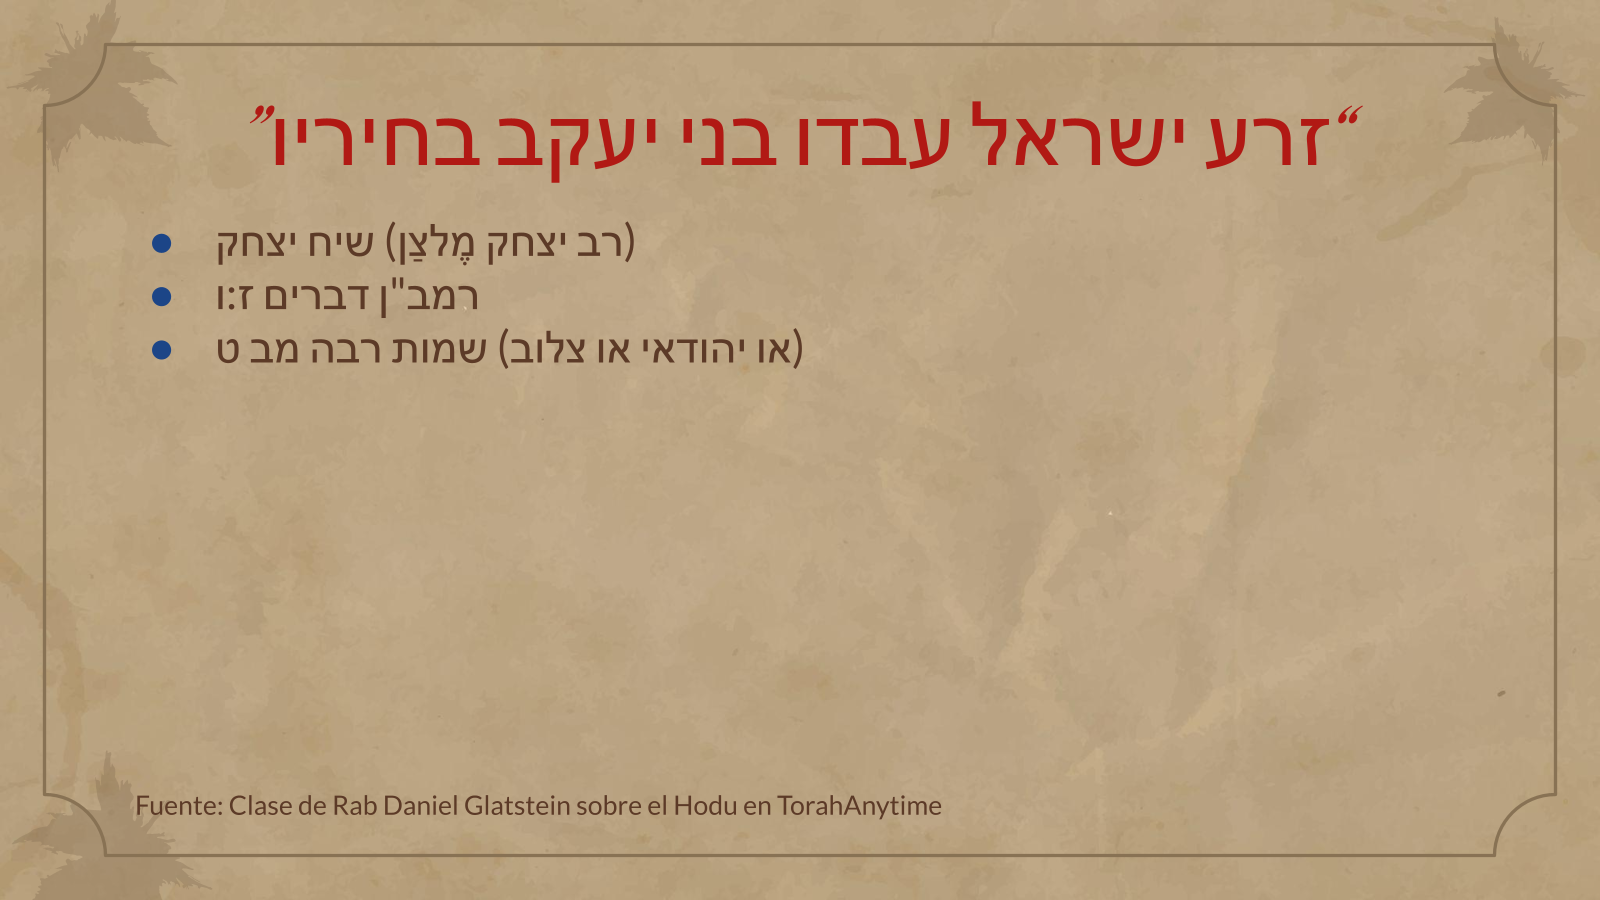 “זרע ישראל עבדו בני יעקב בחיריו”
(רב יצחק מֶלצַן) שיח יצחק
רמב"ן דברים ז:ו
(או יהודאי או צלוב) שמות רבה מב ט
Fuente: Clase de Rab Daniel Glatstein sobre el Hodu en TorahAnytime